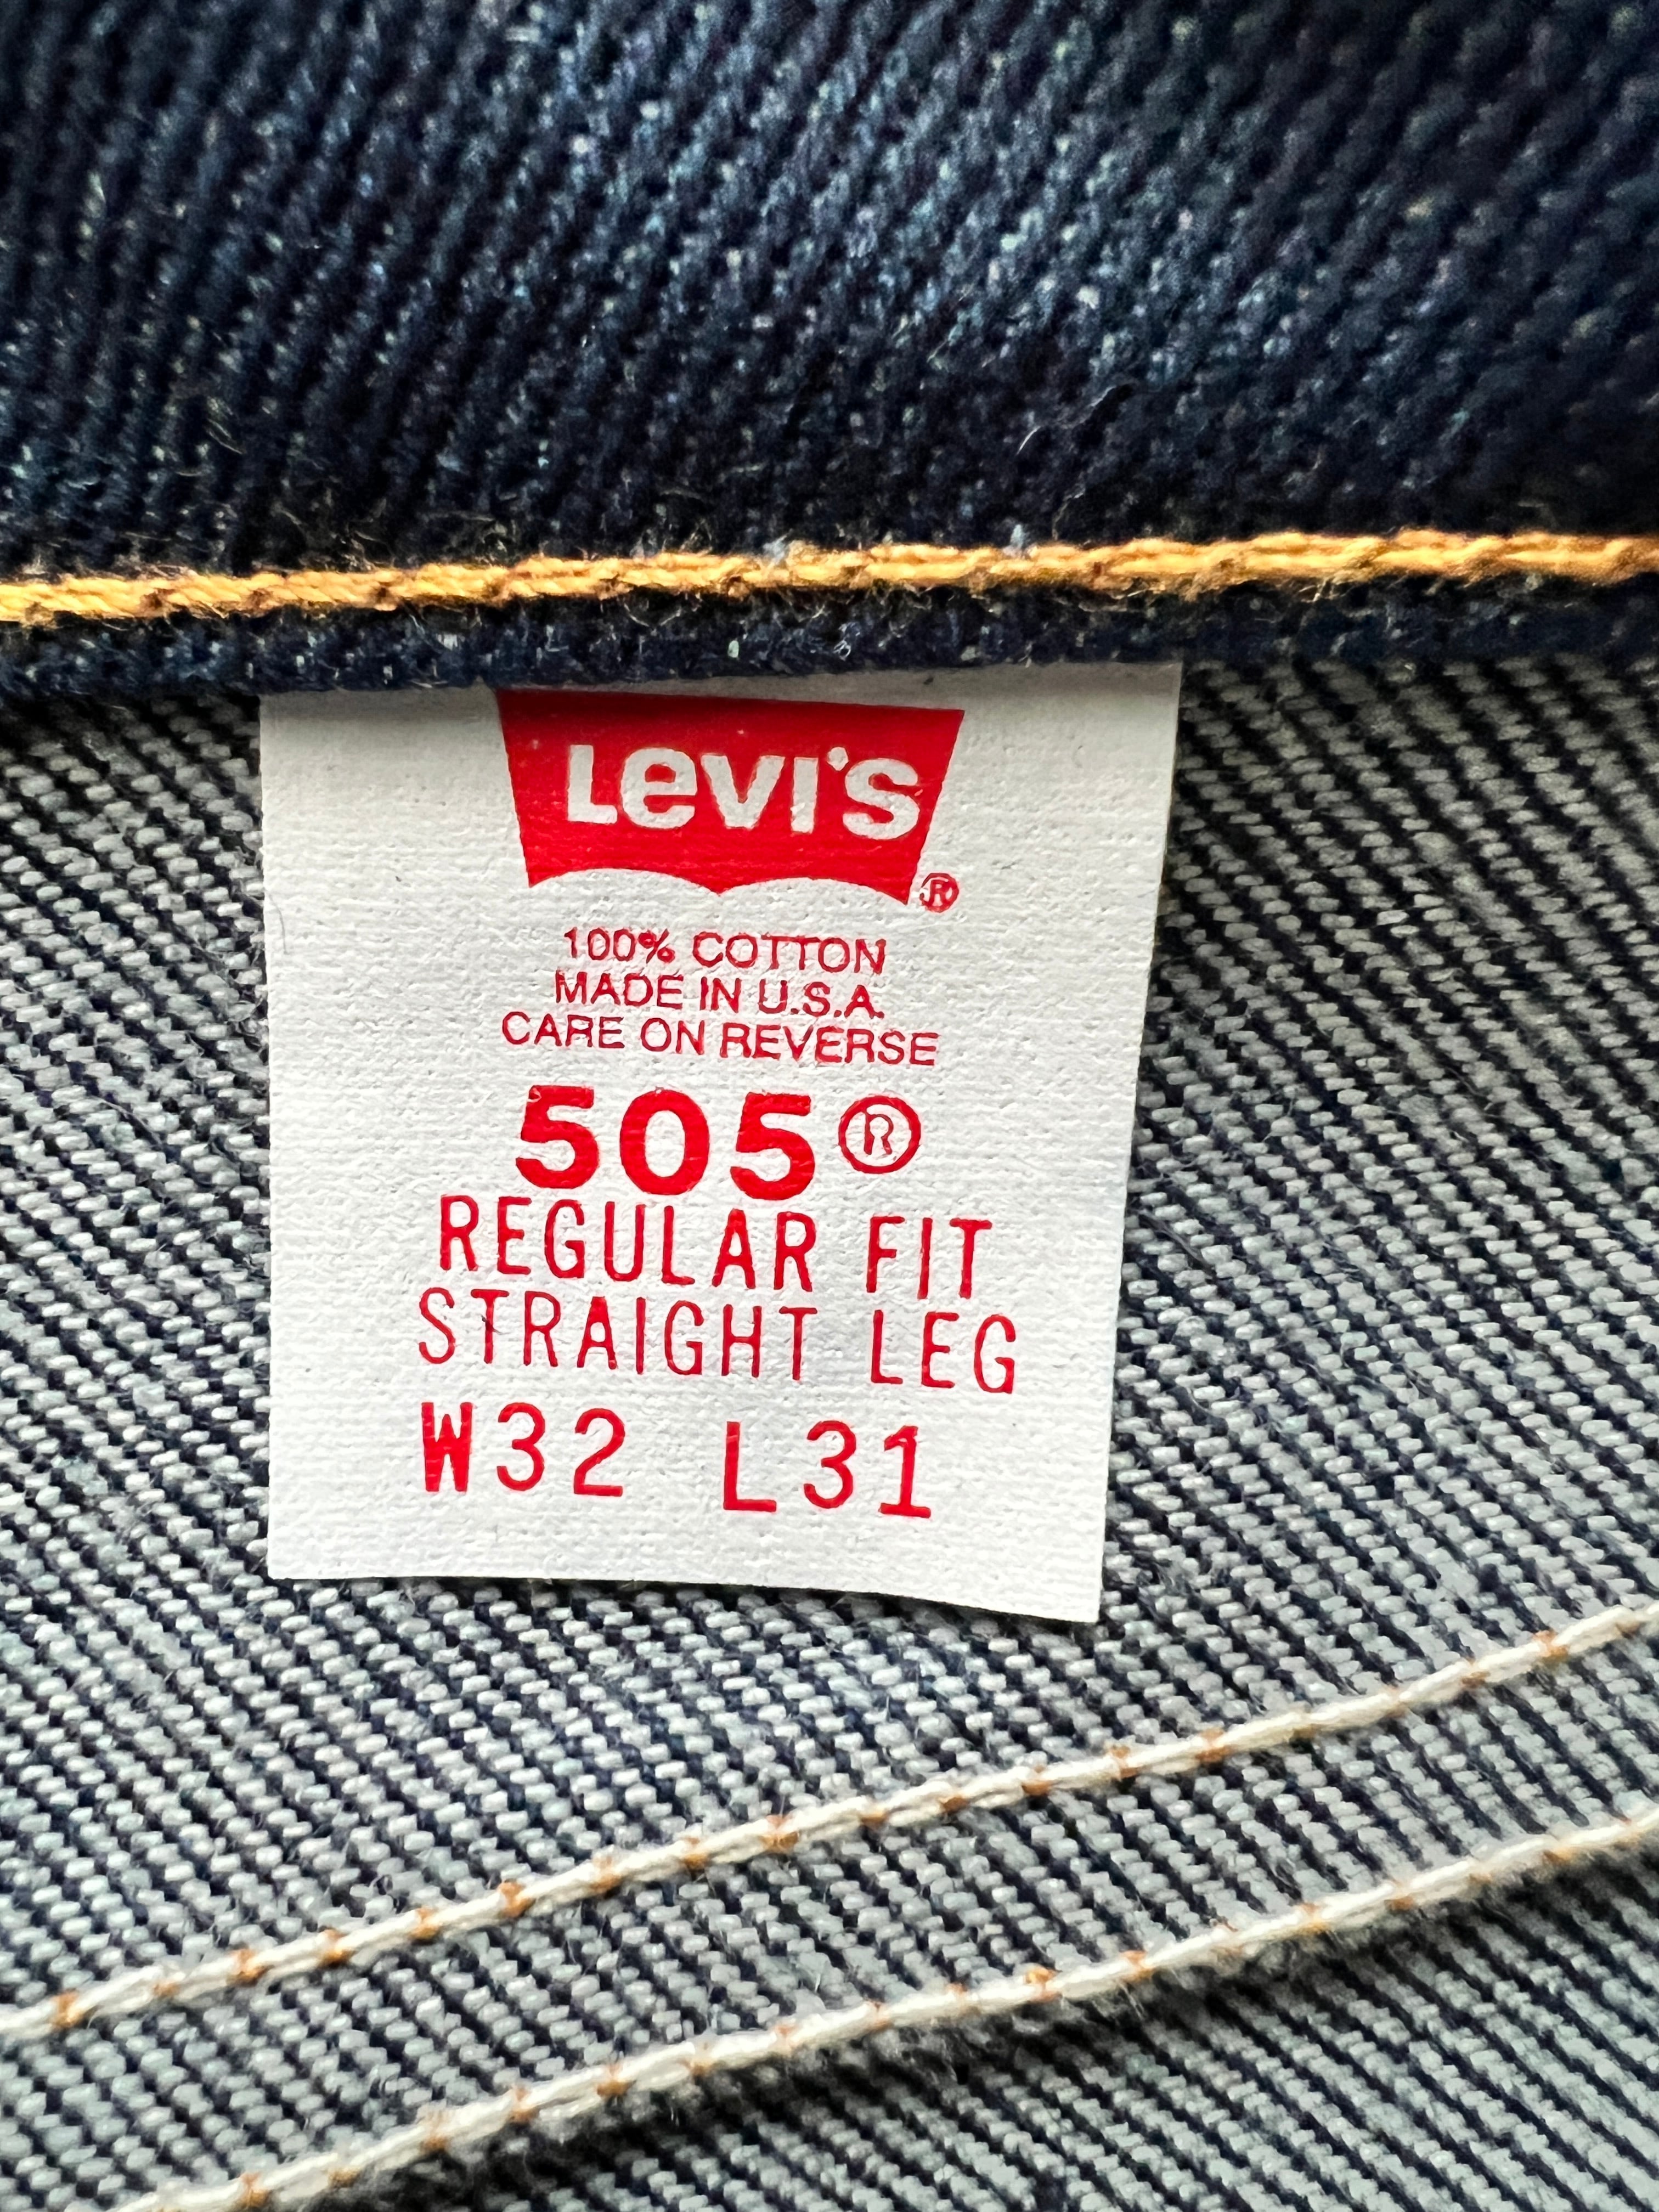 Levi's
®
100% COTTON
MADE IN U.S.A.
CARE ON REVERSE
505®
REGULAR FIT
STRAIGHT LEG
W32 L31